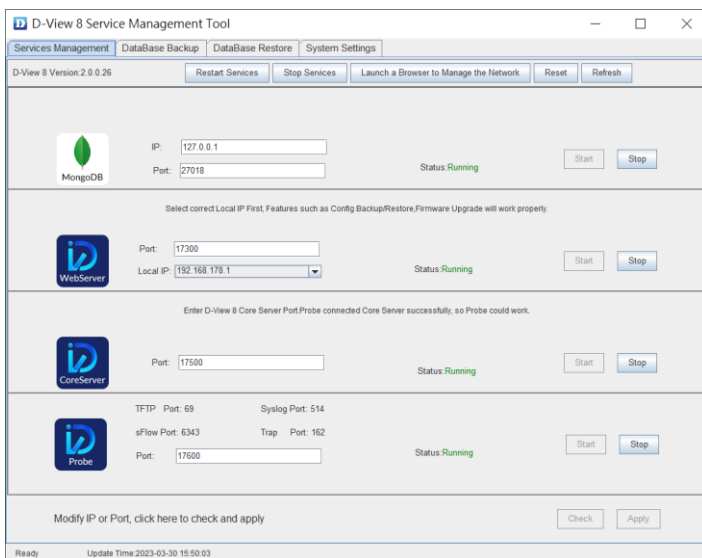 D-View 8 Service Management Tool
Services Management DataBase Backup DataBase Restore System Settings
D-View 8 Version:2.0.0.26 Restart Services Stop Services Launch a Browser to Manage the Network Reset Refresh
IP: 127.0.0.1
Port: 27018 Status:Running Start Stop
MongoDB
Select correct Local IP First, Features such as Config Backup/Restore,Firmware Upgrade will work properly.
Port: 17300
Local IP: 192.168.178.1 Status:Running Start Stop
WebServer
Enter D-View 8 Core Server Port.Probe connected Core Server successfully, so Probe could work.
Port: 17500 Status:Running Start Stop
CoreServer
TFTP Port: 69 Syslog Port: 514
sFlow Port: 6343 Trap Port: 162
Port: 17600 Status:Running Start Stop
Probe
Modify IP or Port, click here to check and apply Check Apply
Ready Update Time:2023-03-30 15:50:03